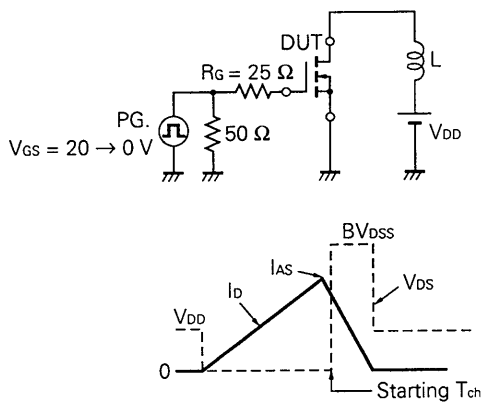 DUT
L
RG = 25 Ω
PG.
50 Ω
VDD
VGS = 20 → 0 V
BVDSS
IAS
ID
VDS
VDD
0
Starting Tch